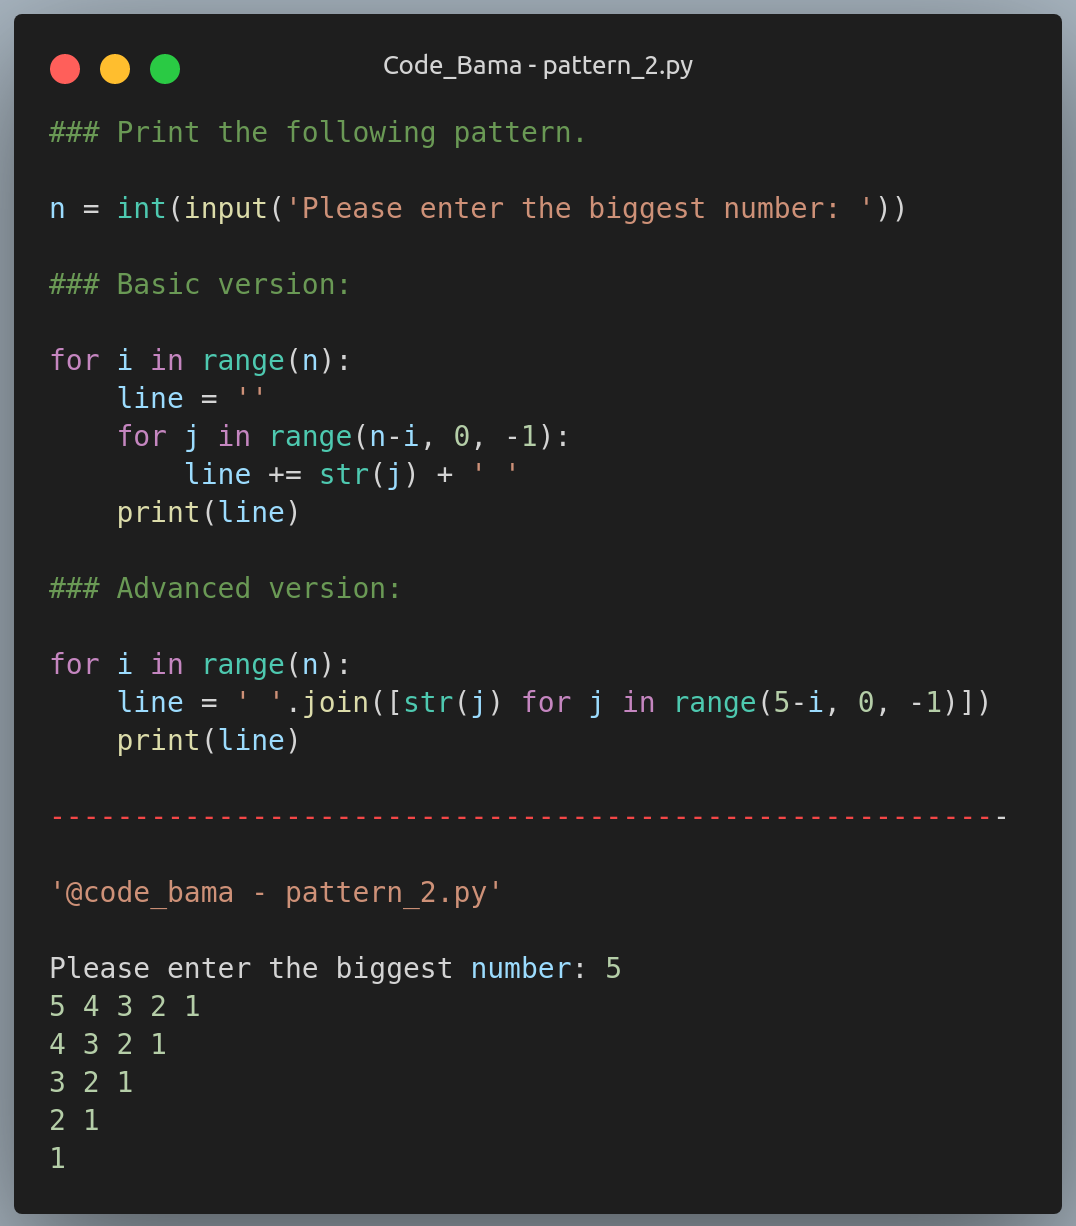 Code_Bama - pattern_2.py
### Print the following pattern.
n = int(input('Please enter the biggest number: '))
### Basic version:
for i in range(n):
    line = ''
    for j in range(n-i, 0, -1):
        line += str(j) + ' '
    print(line)
### Advanced version:
for i in range(n):
    line = ' '.join([str(j) for j in range(5-i, 0, -1)])
    print(line)
---------------------------------------------------------
'@code_bama - pattern_2.py'
Please enter the biggest number: 5
5 4 3 2 1
4 3 2 1
3 2 1
2 1
1